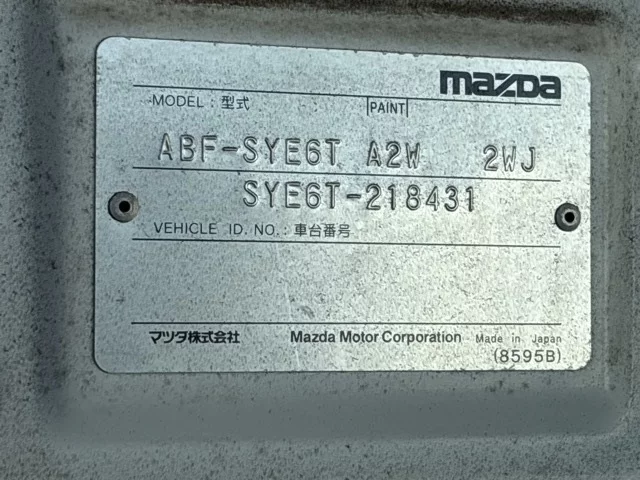 mazda
MODEL : 型式 PAINT
ABF-SYE6T A2W 2WJ
SYE6T-218431
VEHICLE ID. NO. : 車台番号
マツダ株式会社 Mazda Motor Corporation Made in Japan
(8595B)